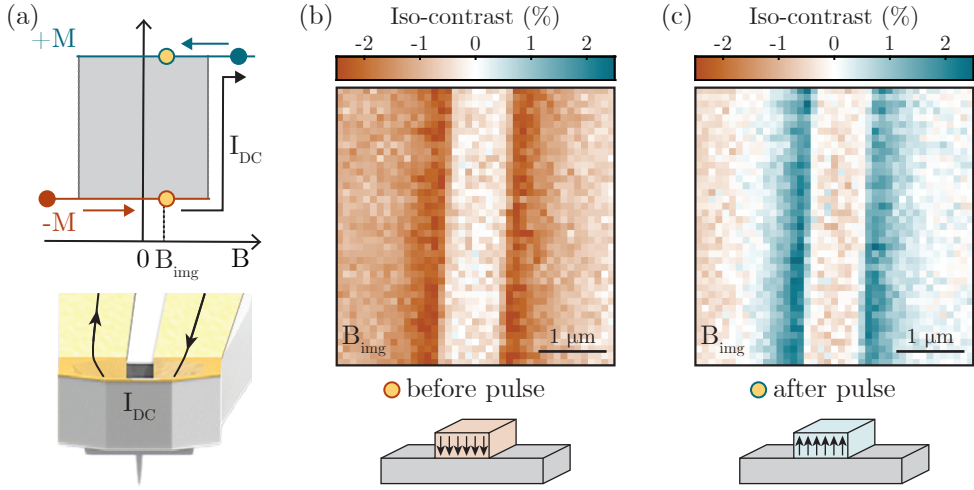 (a)
+M
I_DC
-M
0 B_img B
I_DC
(b)
Iso-contrast (%)
-2 -1 0 1 2
B_img
1 μm
before pulse
(c)
Iso-contrast (%)
-2 -1 0 1 2
B_img
1 μm
after pulse